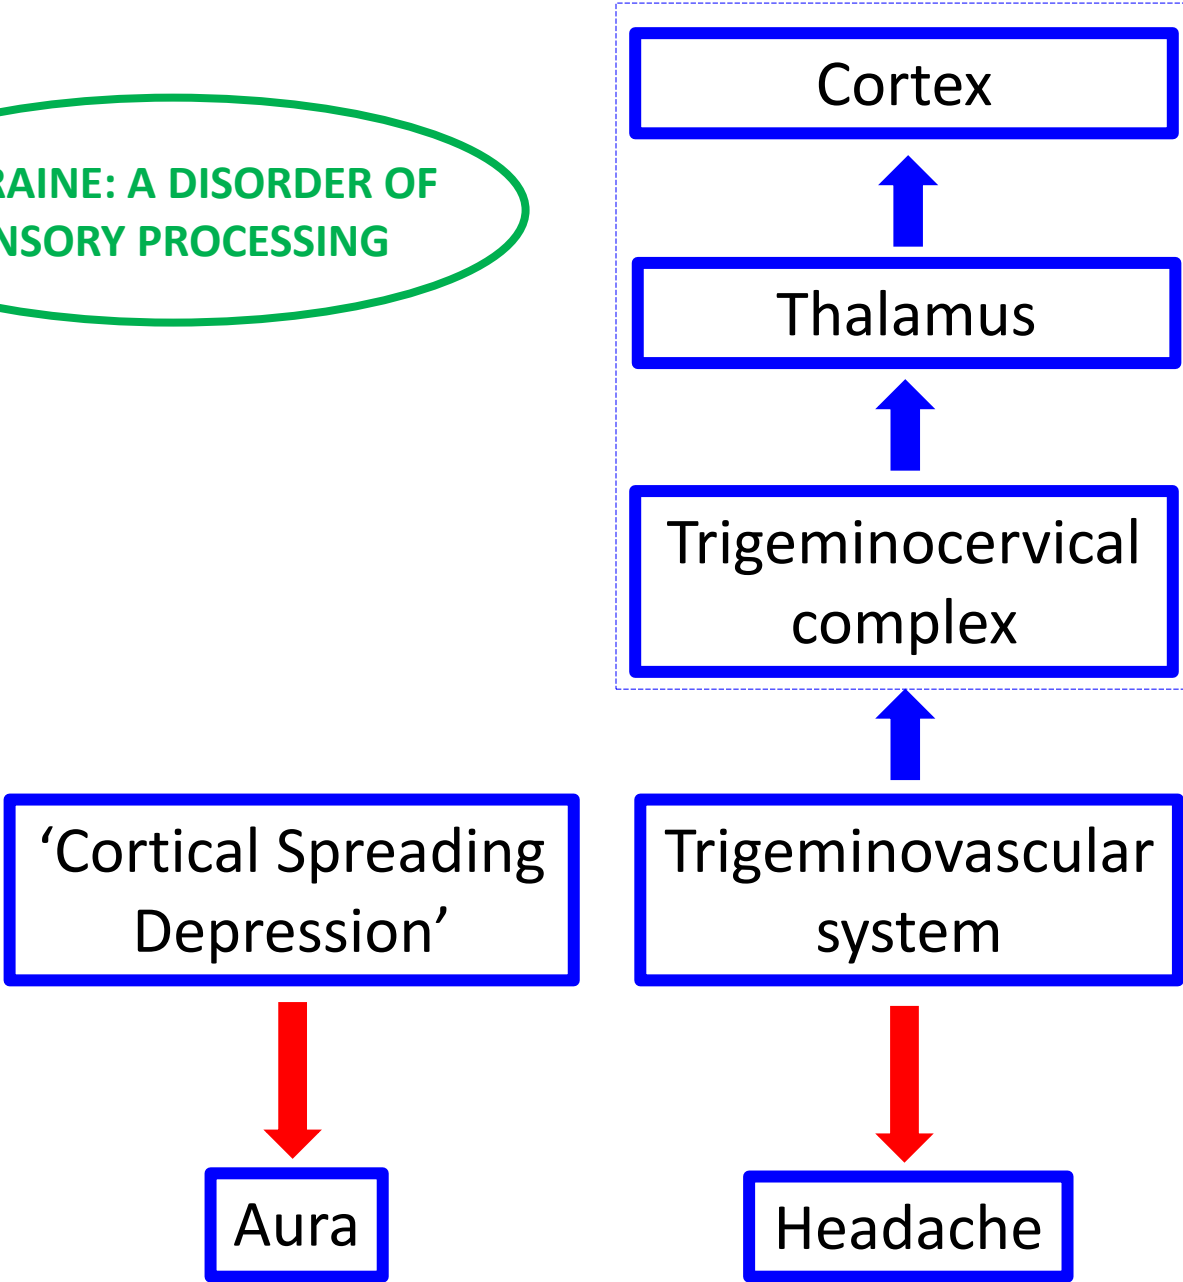 Cortex
RAINE: A DISORDER OF
NSORY PROCESSING
Thalamus
Trigeminocervical
complex
‘Cortical Spreading
Depression’
Trigeminovascular
system
Aura
Headache